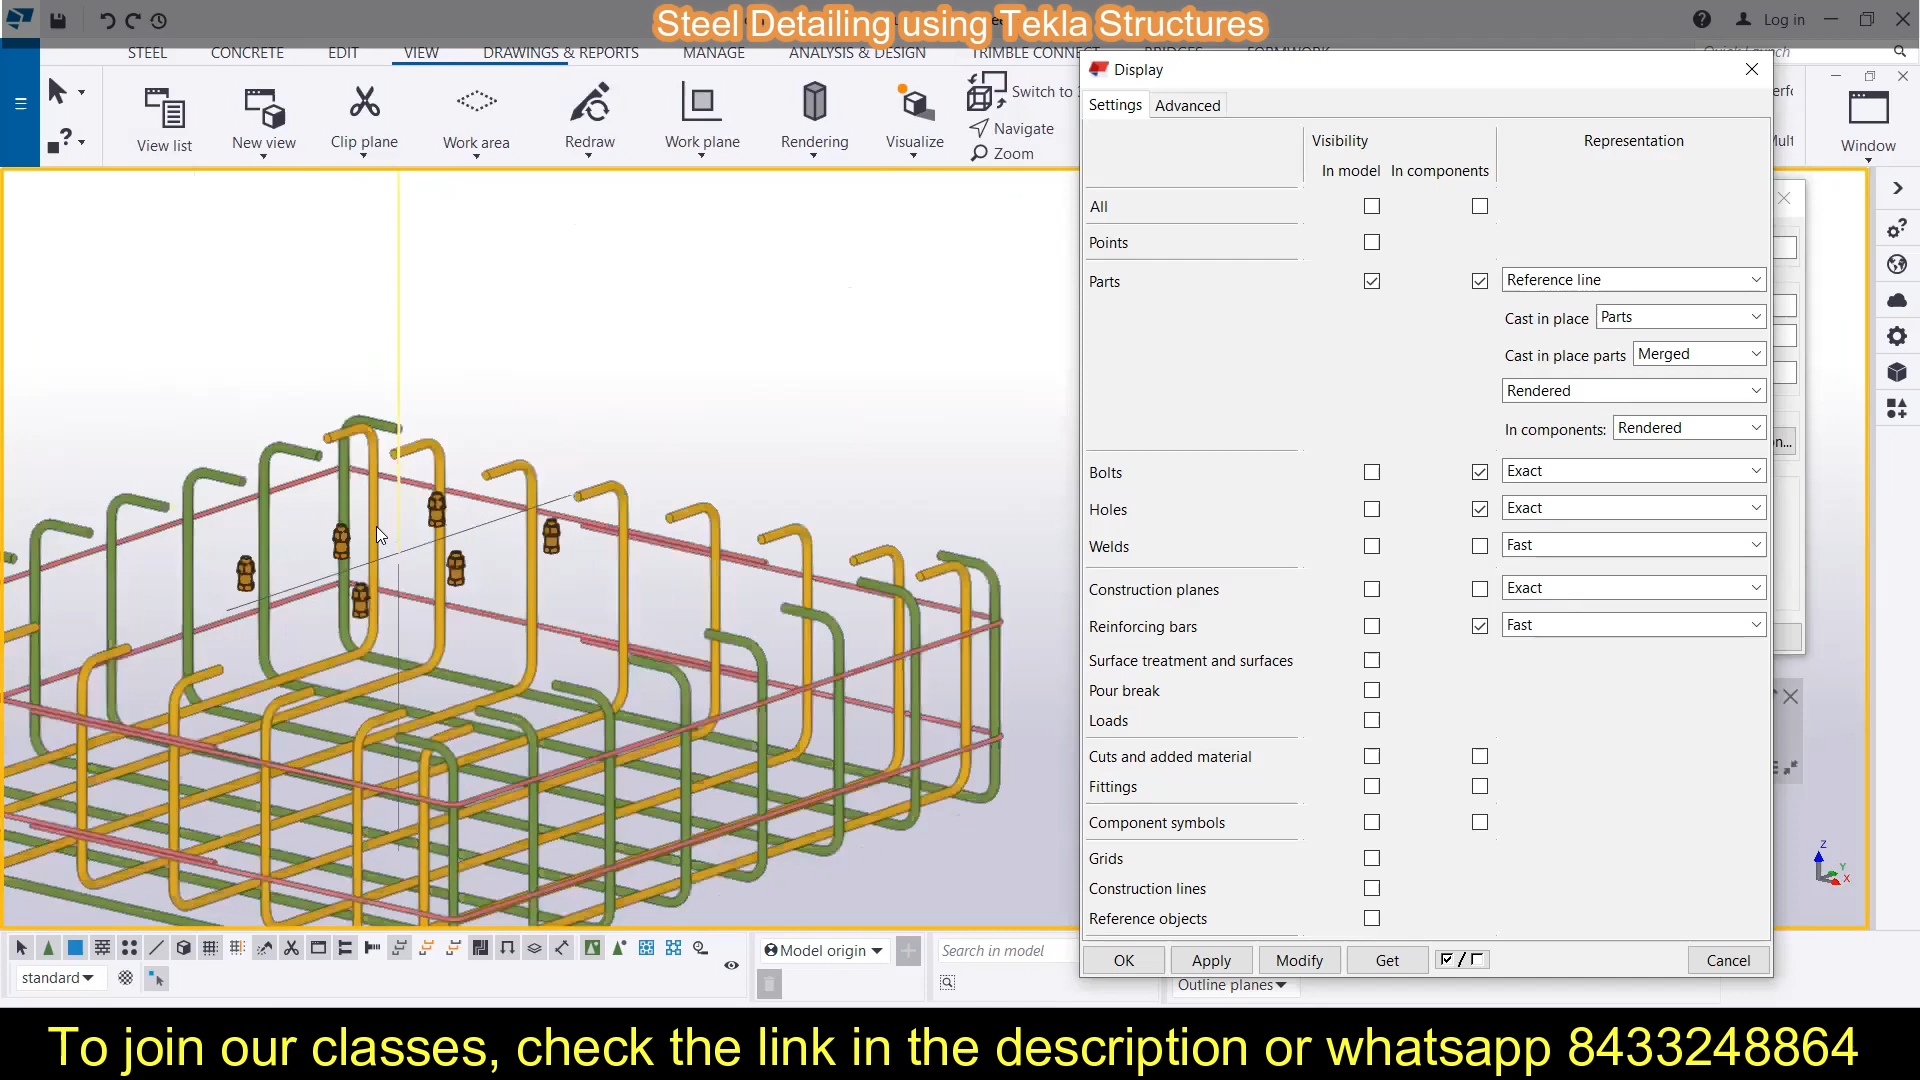 Steel Detailing using Tekla Structures
Log in
STEEL CONCRETE EDIT VIEW DRAWINGS & REPORTS MANAGE ANALYSIS & DESIGN TRIMBLE CONNECT BRIDGES FORMWORK
Quick Launch
View list
New view
Clip plane
Work area
Redraw
Work plane
Rendering
Visualize
Switch to
Navigate
Zoom
Window
Display
Settings Advanced
Visibility
Representation
In model In components
All
Points
Parts Reference line
Cast in place Parts
Cast in place parts Merged
Rendered
In components: Rendered
Bolts Exact
Holes Exact
Welds Fast
Construction planes Exact
Reinforcing bars Fast
Surface treatment and surfaces
Pour break
Loads
Cuts and added material
Fittings
Component symbols
Grids
Construction lines
Reference objects
OK Apply Modify Get / Cancel
n...
Z
Y
X
Model origin
Search in model
standard
Outline planes
To join our classes, check the link in the description or whatsapp 8433248864